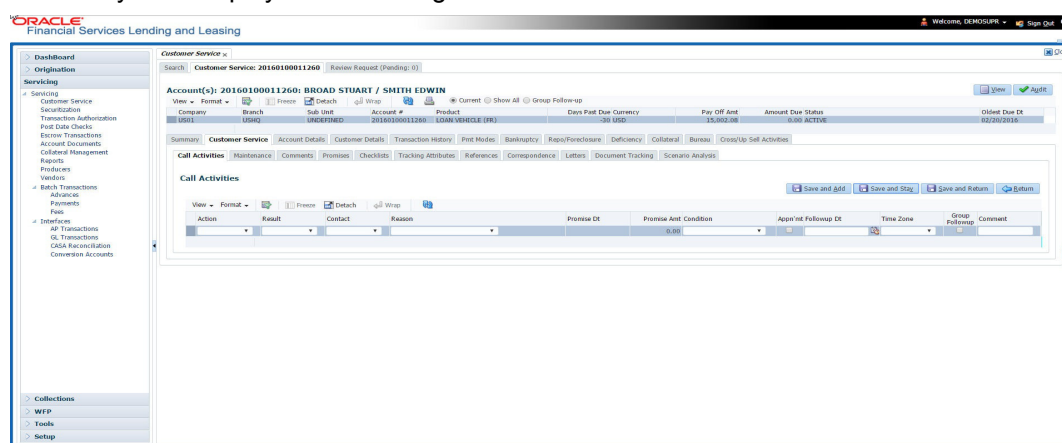 ORACLE
Financial Services Lending and Leasing
Welcome, DEMOSUPR
Sign Out
DashBoard
Origination
Servicing
Servicing
Customer Service
Securitization
Transaction Authorization
Post Date Checks
Escrow Transactions
Account Documents
Collateral Management
Reports
Producers
Vendors
Batch Transactions
Advances
Payments
Fees
Interfaces
AP Transactions
GL Transactions
CASA Reconciliation
Conversion Accounts
Collections
WFP
Tools
Setup
Customer Service x
Search Customer Service: 20160100011260 Review Request (Pending: 0)
Account(s): 20160100011260: BROAD STUART / SMITH EDWIN
View Audit
View Format Freeze Detach Wrap Current Show All Group Follow-up
Company Branch Sub Unit Account # Product Days Past Due Currency Pay Off Amt Amount Due Status Oldest Due Dt
US01 USHQ UNDEFINED 20160100011260 LOAN VEHICLE (FR) -30 USD 15,002.08 0.00 ACTIVE 02/20/2016
Summary Customer Service Account Details Customer Details Transaction History Pmt Modes Bankruptcy Repo/Foreclosure Deficiency Collateral Bureau Cross/Up Sell Activities
Call Activities Maintenance Comments Promises Checklists Tracking Attributes References Correspondence Letters Document Tracking Scenario Analysis
Call Activities
Save and Add Save and Stay Save and Return Return
View Format Freeze Detach Wrap
Action Result Contact Reason Promise Dt Promise Amt Condition Appn'mt Followup Dt Time Zone Group Followup Comment
0.00